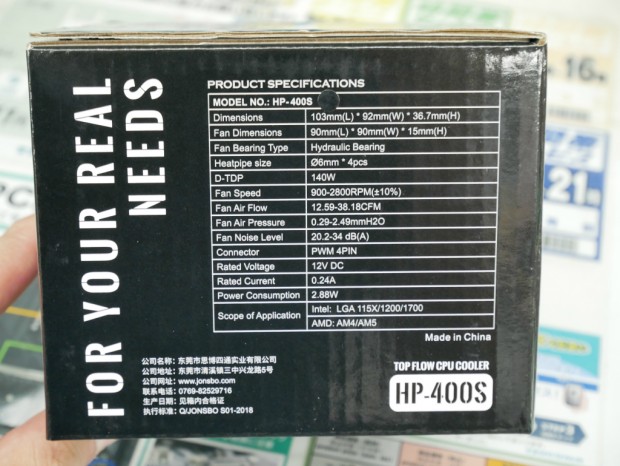 FOR YOUR REAL
NEEDS
PRODUCT SPECIFICATIONS
MODEL NO.: HP-400S
Dimensions 103mm(L) * 92mm(W) * 36.7mm(H)
Fan Dimensions 90mm(L) * 90mm(W) * 15mm(H)
Fan Bearing Type Hydraulic Bearing
Heatpipe size Ø6mm * 4pcs
D-TDP 140W
Fan Speed 900-2800RPM(±10%)
Fan Air Flow 12.59-38.18CFM
Fan Air Pressure 0.29-2.49mmH2O
Fan Noise Level 20.2-34 dB(A)
Connector PWM 4PIN
Rated Voltage 12V DC
Rated Current 0.24A
Power Consumption 2.88W
Scope of Application Intel: LGA 115X/1200/1700
AMD: AM4/AM5
Made in China
公司名称: 东莞市恩博四通实业有限公司
公司地址: 东莞市清溪镇三中兴龙路5号
公司网址: www.jonsbo.com
联系电话: 0769-82529716
生产日期: 见箱内合格证
执行标准: Q/JONSBO S01-2018
TOP FLOW CPU COOLER
HP-400S
16
21